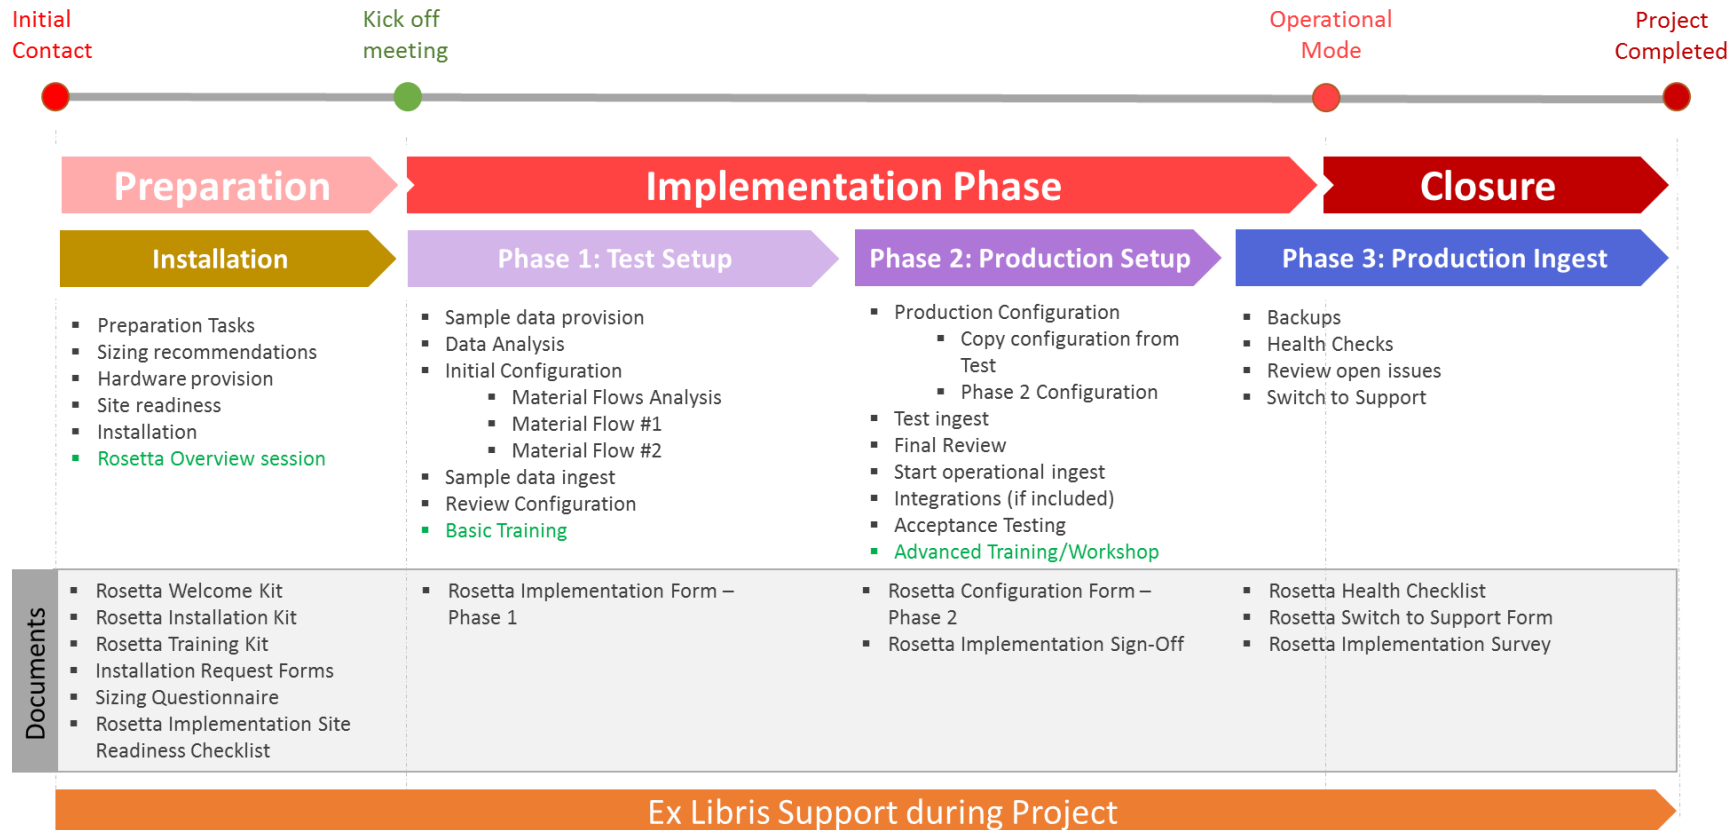 Initial
Contact
Kick off
meeting
Operational
Mode
Project
Completed
Preparation
Implementation Phase
Closure
Installation
Phase 1: Test Setup
Phase 2: Production Setup
Phase 3: Production Ingest
Preparation Tasks
Sizing recommendations
Hardware provision
Site readiness
Installation
Rosetta Overview session
Sample data provision
Data Analysis
Initial Configuration
Material Flows Analysis
Material Flow #1
Material Flow #2
Sample data ingest
Review Configuration
Basic Training
Production Configuration
Copy configuration from
Test
Phase 2 Configuration
Test ingest
Final Review
Start operational ingest
Integrations (if included)
Acceptance Testing
Advanced Training/Workshop
Backups
Health Checks
Review open issues
Switch to Support
Documents
Rosetta Welcome Kit
Rosetta Installation Kit
Rosetta Training Kit
Installation Request Forms
Sizing Questionnaire
Rosetta Implementation Site
Readiness Checklist
Rosetta Implementation Form –
Phase 1
Rosetta Configuration Form –
Phase 2
Rosetta Implementation Sign-Off
Rosetta Health Checklist
Rosetta Switch to Support Form
Rosetta Implementation Survey
Ex Libris Support during Project